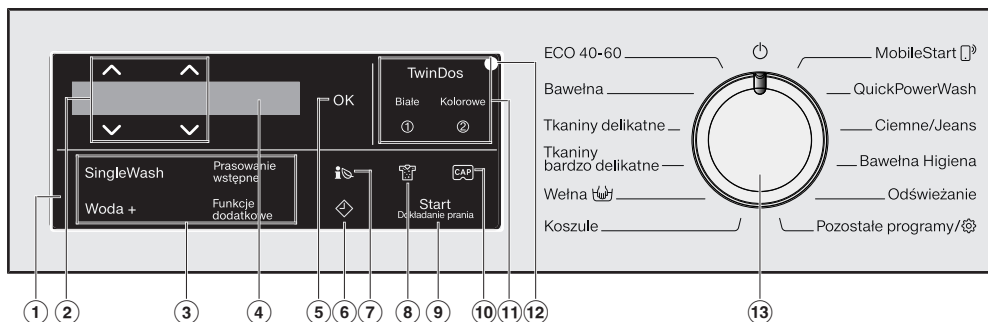 TwinDos
OK
Białe Kolorowe
① ②
SingleWash
Prasowanie
wstępne
Woda +
Funkcje
dodatkowe
CAP
Start
Dokładanie prania
ECO 40-60
Bawełna
Tkaniny delikatne
Tkaniny
bardzo delikatne
Wełna
Koszule
MobileStart
QuickPowerWash
Ciemne/Jeans
Bawełna Higiena
Odświeżanie
Pozostałe programy/
① ② ③ ④ ⑤ ⑥ ⑦ ⑧ ⑨ ⑩ ⑪ ⑫ ⑬